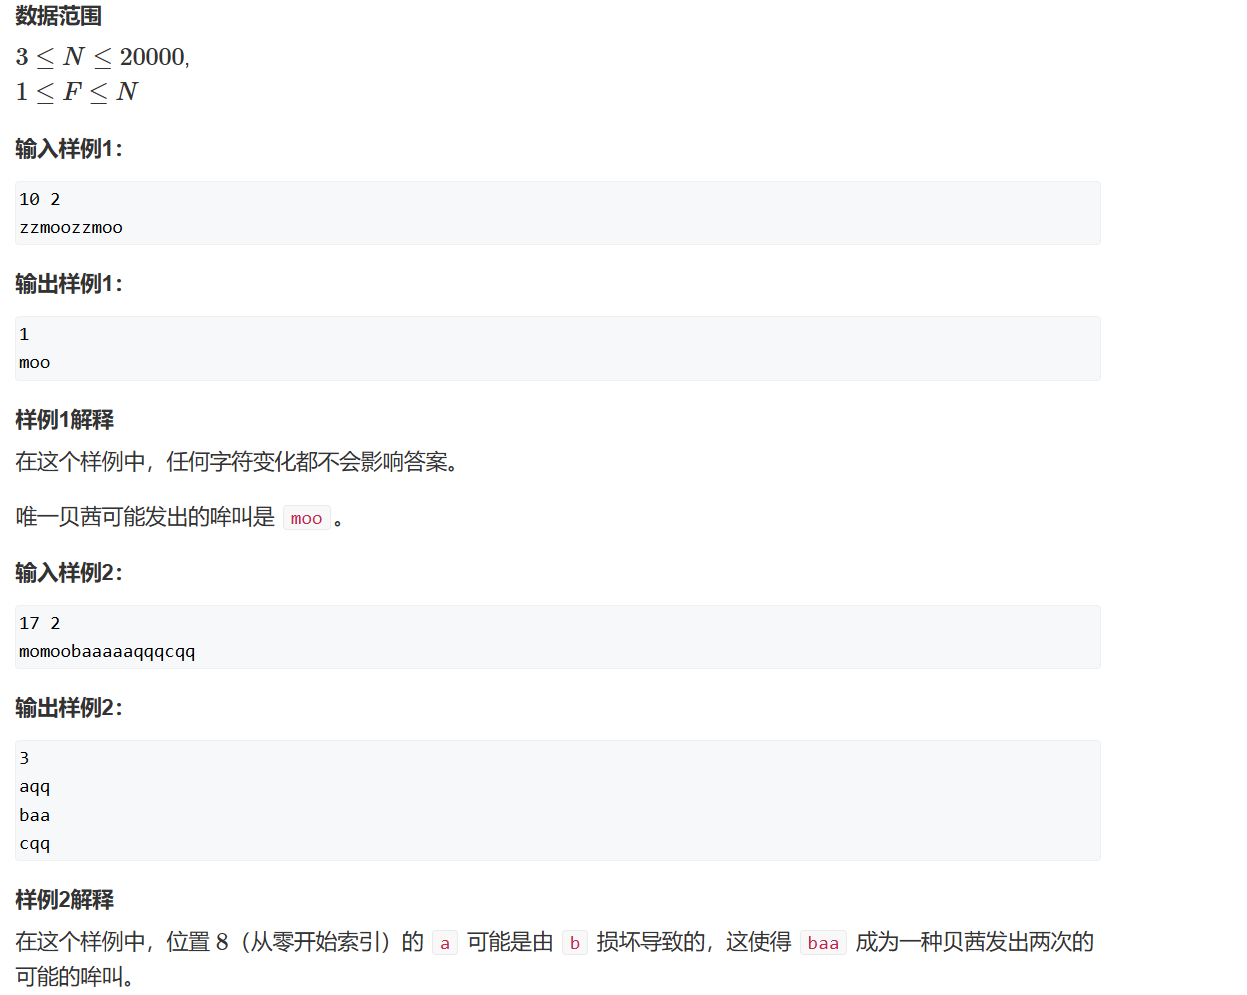 数据范围
3 ≤ N ≤ 20000,
1 ≤ F ≤ N
输入样例1：
10 2
zzmoozzmoo
输出样例1：
1
moo
样例1解释
在这个样例中，任何字符变化都不会影响答案。
唯一贝茜可能发出的哞叫是 moo 。
输入样例2：
17 2
momoobaaaaaqqqcqq
输出样例2：
3
aqq
baa
cqq
样例2解释
在这个样例中，位置 8（从零开始索引）的 a 可能是由 b 损坏导致的，这使得 baa 成为一种贝茜发出两次的
可能的哞叫。